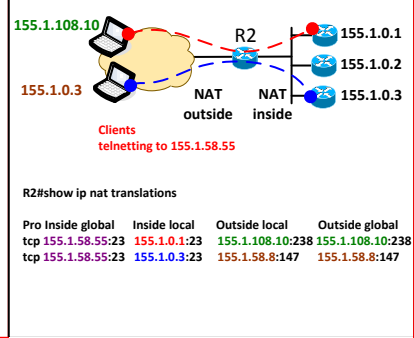 155.1.108.10
R2
155.1.0.1
155.1.0.2
155.1.0.3
155.1.0.3
NAT outside
NAT inside
Clients
telnetting to 155.1.58.55
R2#show ip nat translations
Pro Inside global Inside local Outside local Outside global
tcp 155.1.58.55:23 155.1.0.1:23 155.1.108.10:238 155.1.108.10:238
tcp 155.1.58.55:23 155.1.0.3:23 155.1.58.8:147 155.1.58.8:147